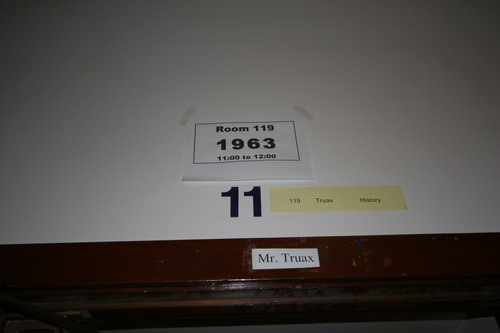 Room 119
1963
11:00 to 12:00
11
119 Truax History
Mr. Truax